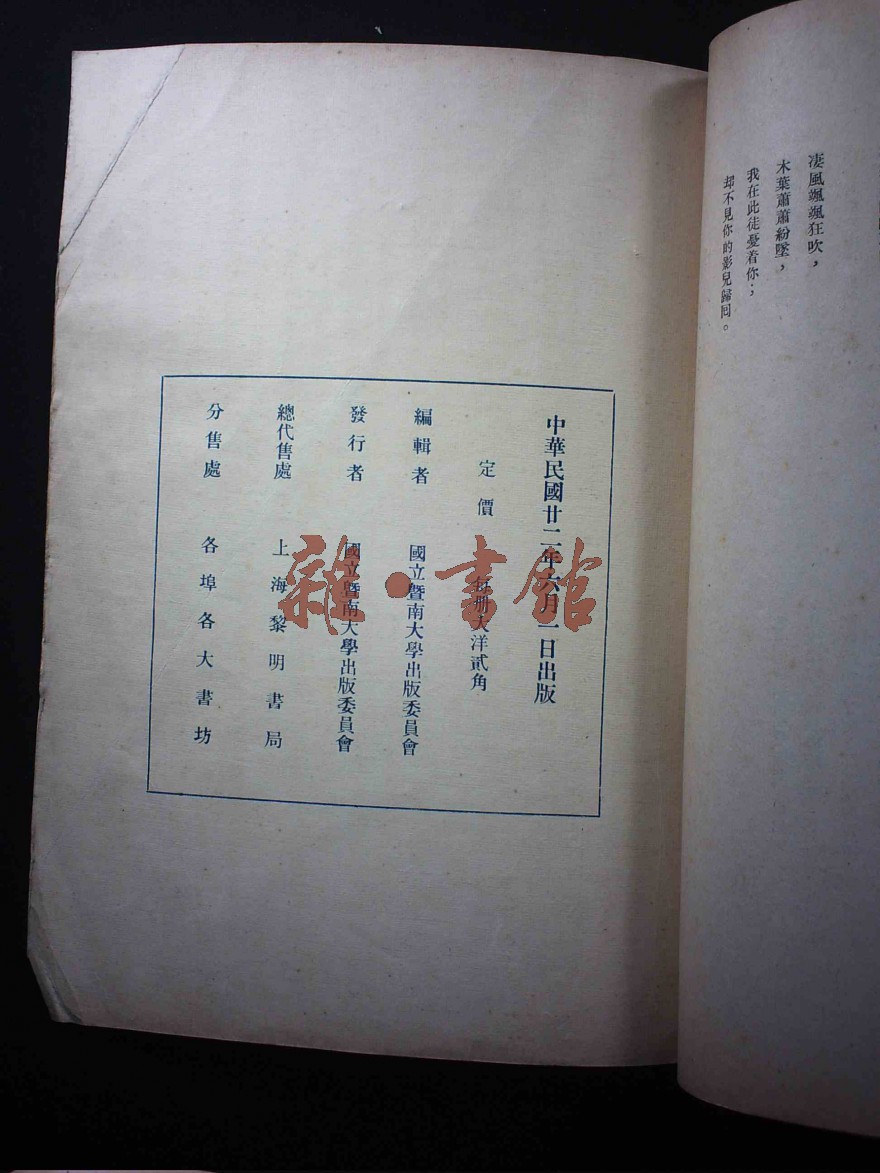 凄風颯颯狂吹，
木葉蕭蕭紛墜，
我在此徒憂着你；
却不見你的影兒歸囘。
中華民國廿二年六月一日出版
定價 每册大洋貳角
編輯者 國立暨南大學出版委員會
發行者 國立暨南大學出版委員會
總代售處 上海黎明書局
分售處 各埠各大書坊
雜·書館